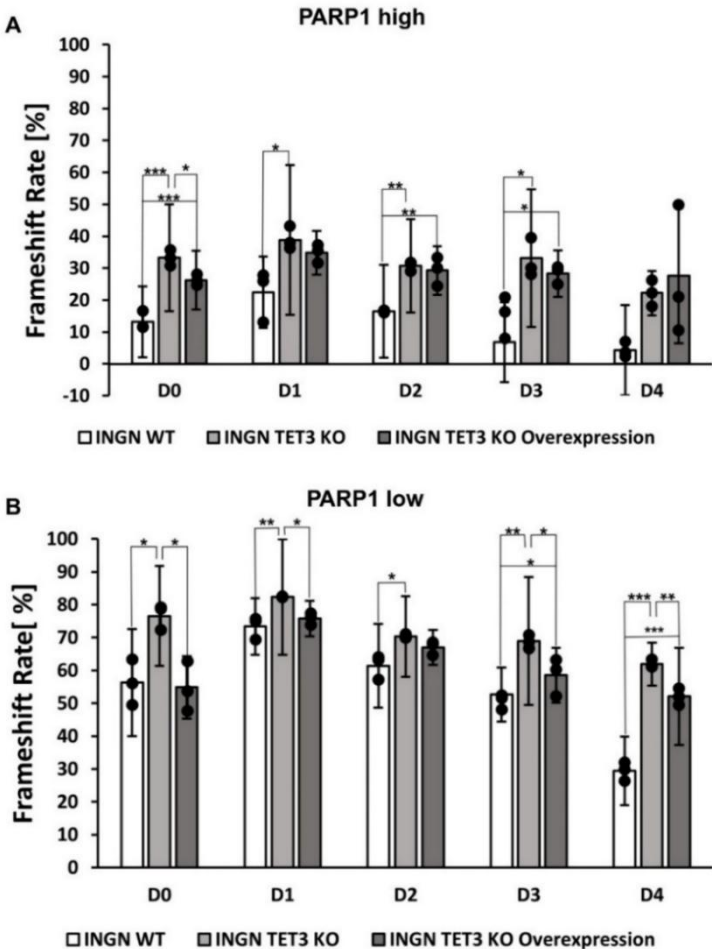 A
PARP1 high
Frameshift Rate [%]
100
90
80
70
60
50
40
30
20
10
0
-10
*** * ***
*
** **
* *
D0 D1 D2 D3 D4
INGN WT INGN TET3 KO INGN TET3 KO Overexpression
B
PARP1 low
Frameshift Rate[ %]
100
90
80
70
60
50
40
30
20
10
0
* *
** *
*
** * *
*** ** ***
D0 D1 D2 D3 D4
INGN WT INGN TET3 KO INGN TET3 KO Overexpression